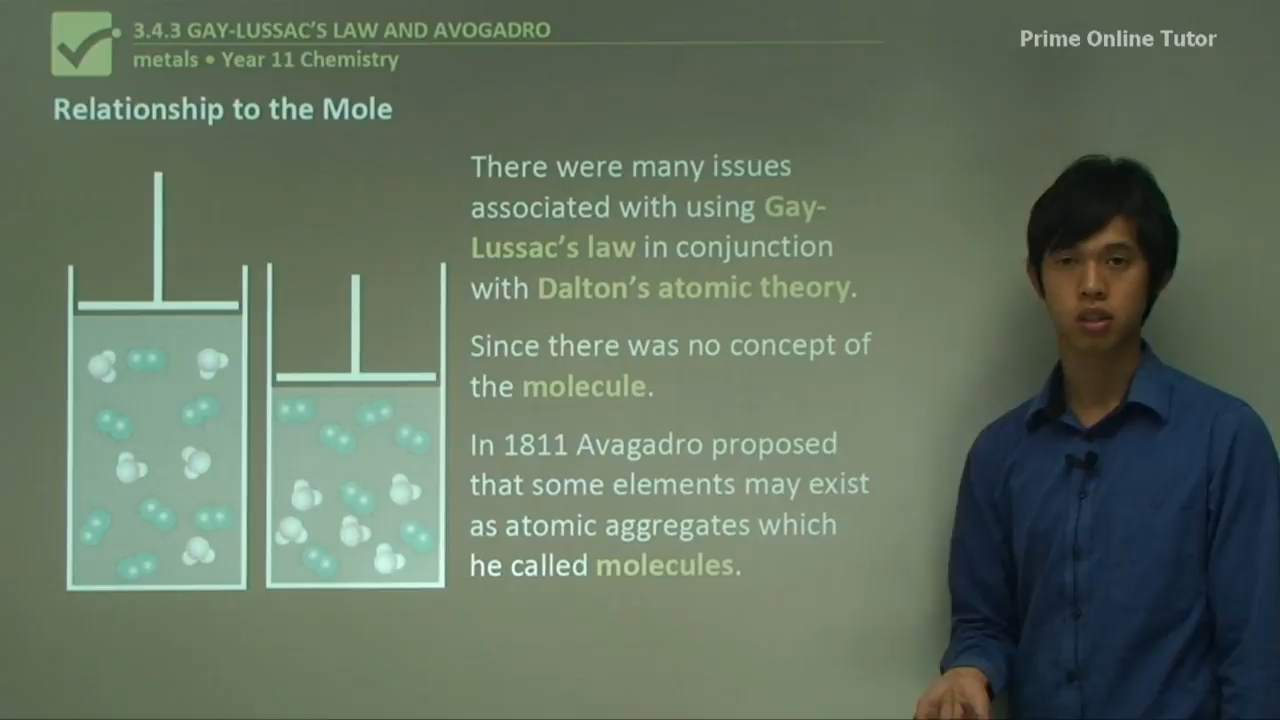 3.4.3 GAY-LUSSAC'S LAW AND AVOGADRO
metals • Year 11 Chemistry
Prime Online Tutor
Relationship to the Mole
There were many issues
associated with using Gay-
Lussac's law in conjunction
with Dalton's atomic theory.
Since there was no concept of
the molecule.
In 1811 Avagadro proposed
that some elements may exist
as atomic aggregates which
he called molecules.